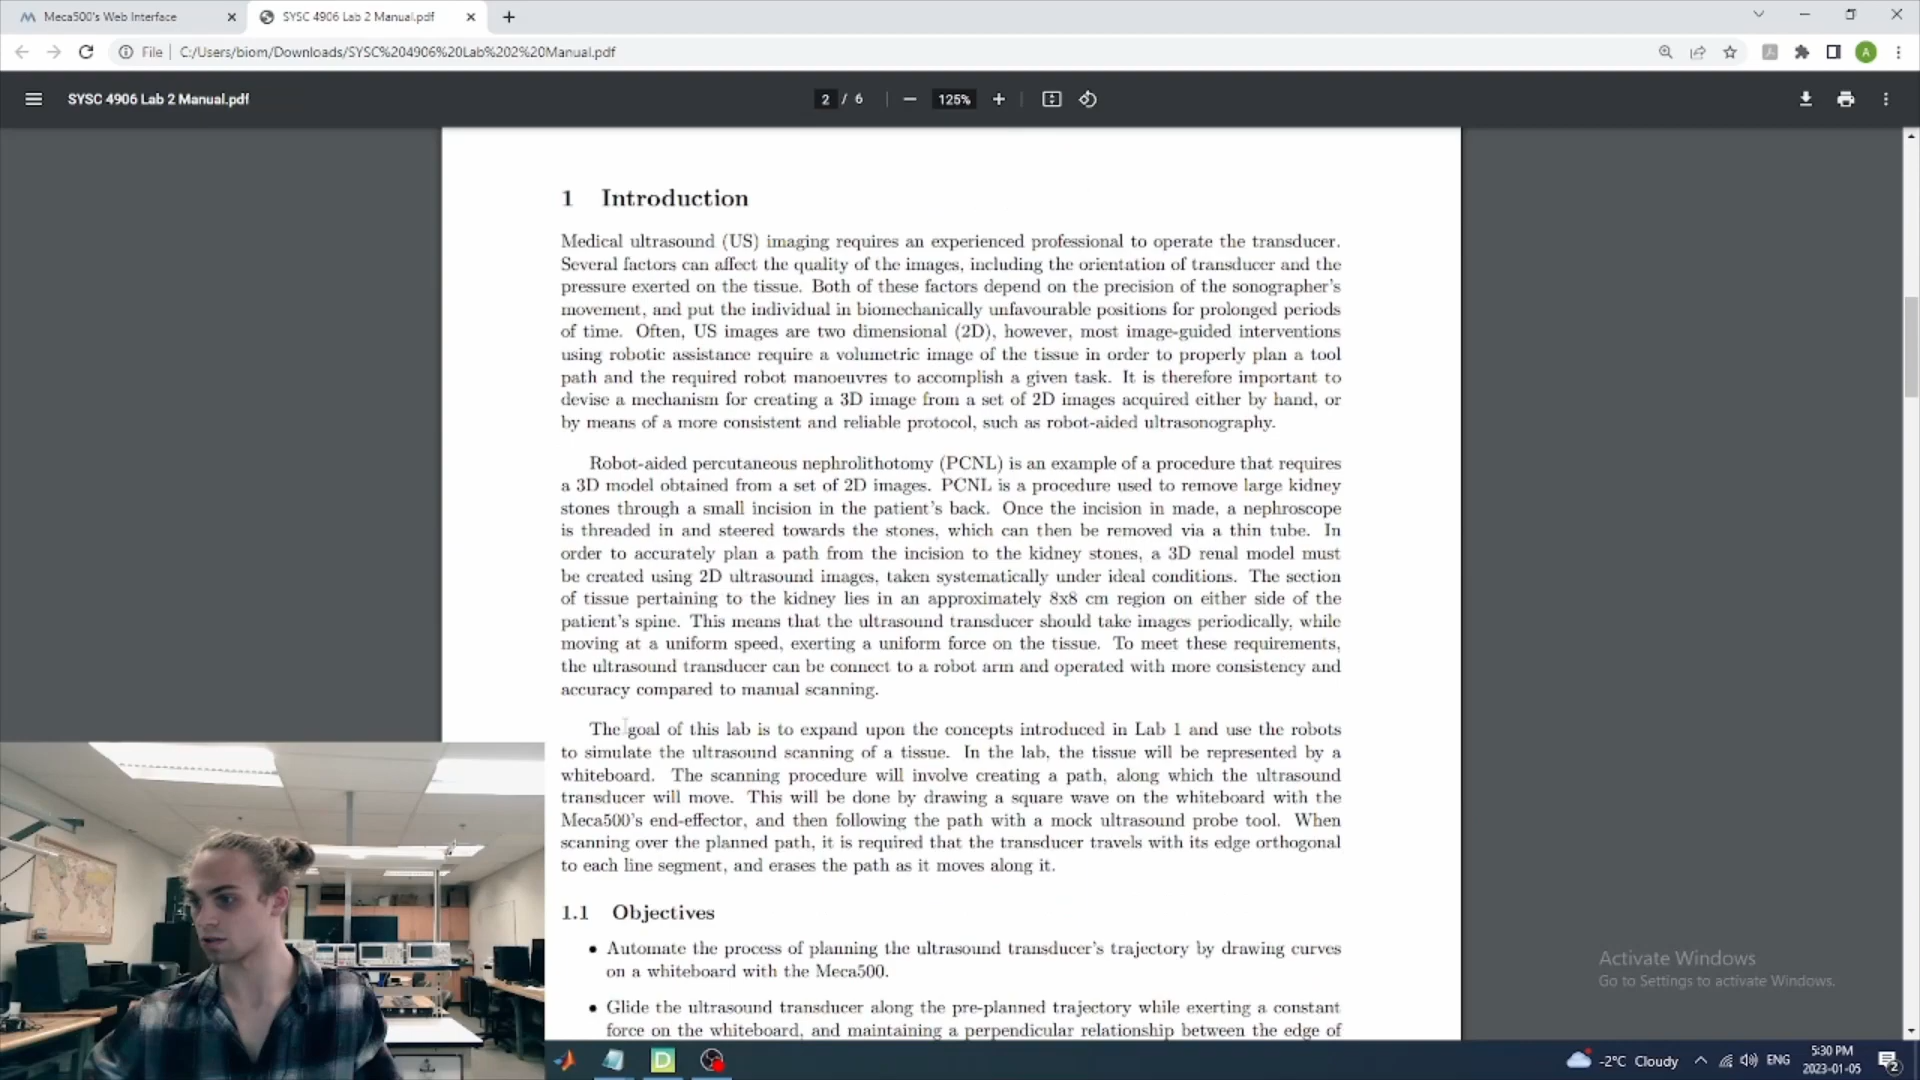 Meca500's Web Interface
SYSC 4906 Lab 2 Manual.pdf
File
C:/Users/biom/Downloads/SYSC%204906%20Lab%202%20Manual.pdf
A
SYSC 4906 Lab 2 Manual.pdf
2 / 6
125%
1 Introduction
Medical ultrasound (US) imaging requires an experienced professional to operate the transducer.
Several factors can affect the quality of the images, including the orientation of transducer and the
pressure exerted on the tissue. Both of these factors depend on the precision of the sonographer's
movement, and put the individual in biomechanically unfavourable positions for prolonged periods
of time. Often, US images are two dimensional (2D), however, most image-guided interventions
using robotic assistance require a volumetric image of the tissue in order to properly plan a tool
path and the required robot manoeuvres to accomplish a given task. It is therefore important to
devise a mechanism for creating a 3D image from a set of 2D images acquired either by hand, or
by means of a more consistent and reliable protocol, such as robot-aided ultrasonography.
Robot-aided percutaneous nephrolithotomy (PCNL) is an example of a procedure that requires
a 3D model obtained from a set of 2D images. PCNL is a procedure used to remove large kidney
stones through a small incision in the patient's back. Once the incision in made, a nephroscope
is threaded in and steered towards the stones, which can then be removed via a thin tube. In
order to accurately plan a path from the incision to the kidney stones, a 3D renal model must
be created using 2D ultrasound images, taken systematically under ideal conditions. The section
of tissue pertaining to the kidney lies in an approximately 8x8 cm region on either side of the
patient's spine. This means that the ultrasound transducer should take images periodically, while
moving at a uniform speed, exerting a uniform force on the tissue. To meet these requirements,
the ultrasound transducer can be connect to a robot arm and operated with more consistency and
accuracy compared to manual scanning.
The goal of this lab is to expand upon the concepts introduced in Lab 1 and use the robots
to simulate the ultrasound scanning of a tissue. In the lab, the tissue will be represented by a
whiteboard. The scanning procedure will involve creating a path, along which the ultrasound
transducer will move. This will be done by drawing a square wave on the whiteboard with the
Meca500's end-effector, and then following the path with a mock ultrasound probe tool. When
scanning over the planned path, it is required that the transducer travels with its edge orthogonal
to each line segment, and erases the path as it moves along it.
1.1 Objectives
• Automate the process of planning the ultrasound transducer's trajectory by drawing curves
on a whiteboard with the Meca500.
• Glide the ultrasound transducer along the pre-planned trajectory while exerting a constant
force on the whiteboard, and maintaining a perpendicular relationship between the edge of
Activate Windows
Go to Settings to activate Windows.
D
-2°C Cloudy
ENG
5:30 PM
2023-01-05
2